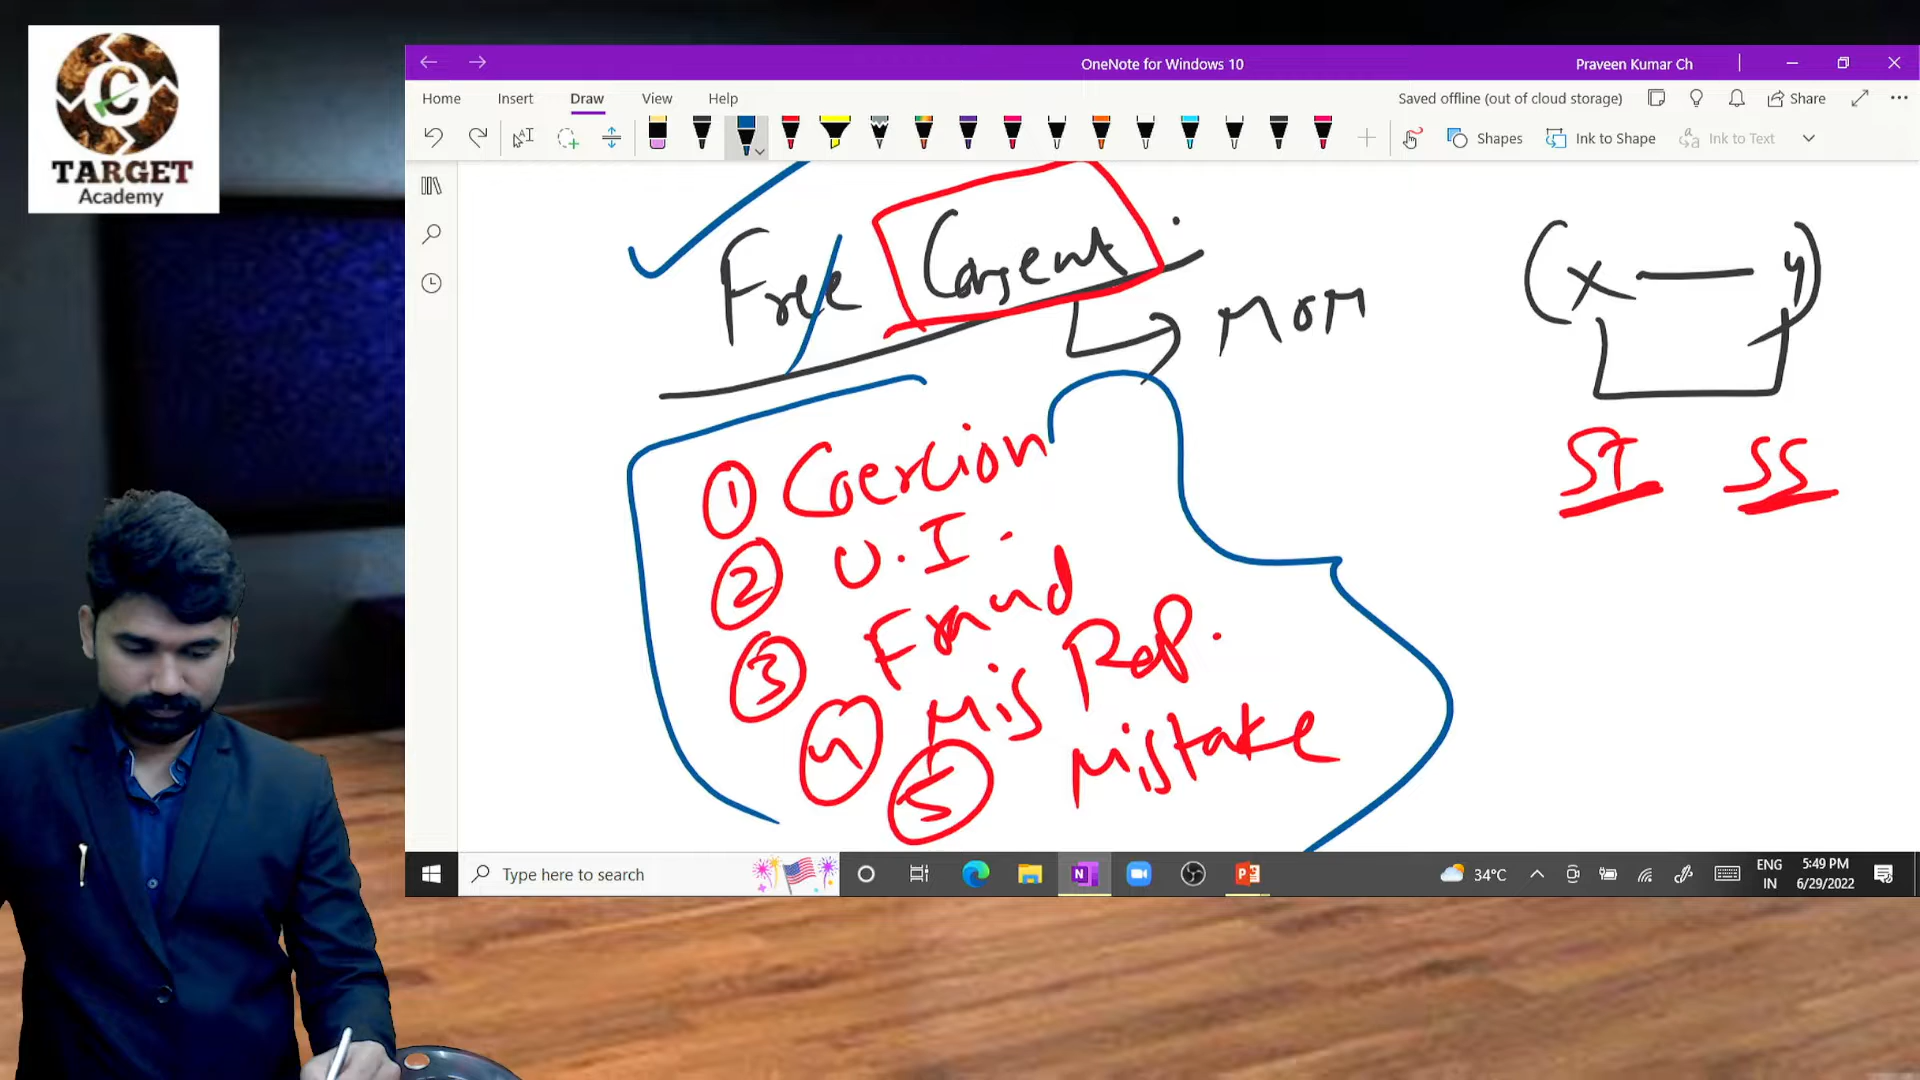 C
TARGET
Academy
OneNote for Windows 10
Praveen Kumar Ch
Home Insert Draw View Help
Saved offline (out of cloud storage)
Share
Shapes
Ink to Shape
Ink to Text
Free Consent
MOM
(x — y)
ST SS
① Coercion
② U.I.
③ Fraud
④ Mis Rep.
⑤ Mistake
Type here to search
34°C
ENG
IN
5:49 PM
6/29/2022